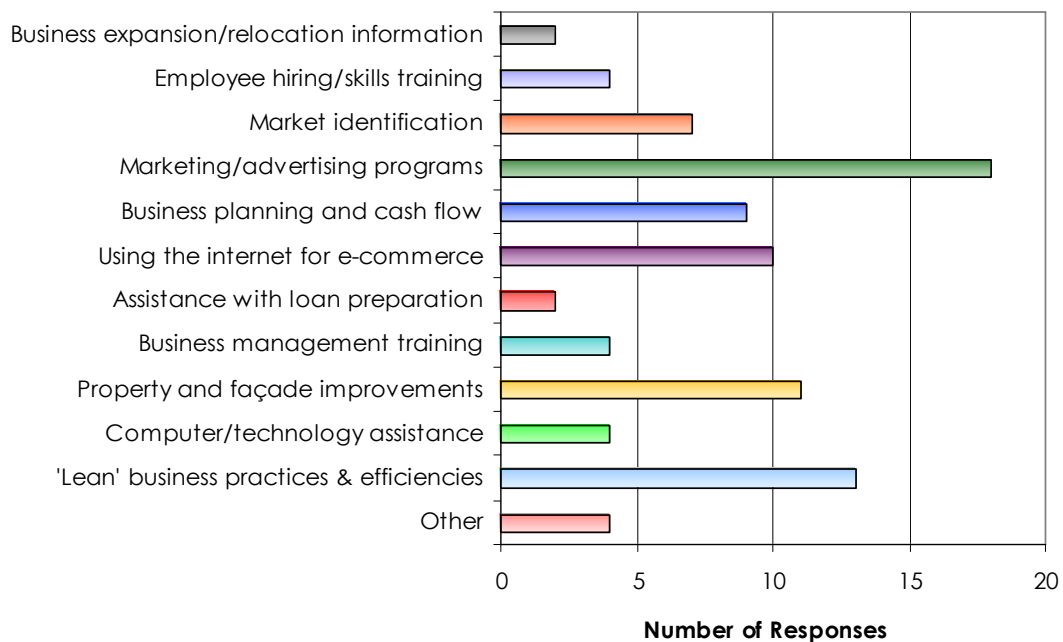 Business expansion/relocation information
Employee hiring/skills training
Market identification
Marketing/advertising programs
Business planning and cash flow
Using the internet for e-commerce
Assistance with loan preparation
Business management training
Property and façade improvements
Computer/technology assistance
'Lean' business practices & efficiencies
Other
0 5 10 15 20
Number of Responses